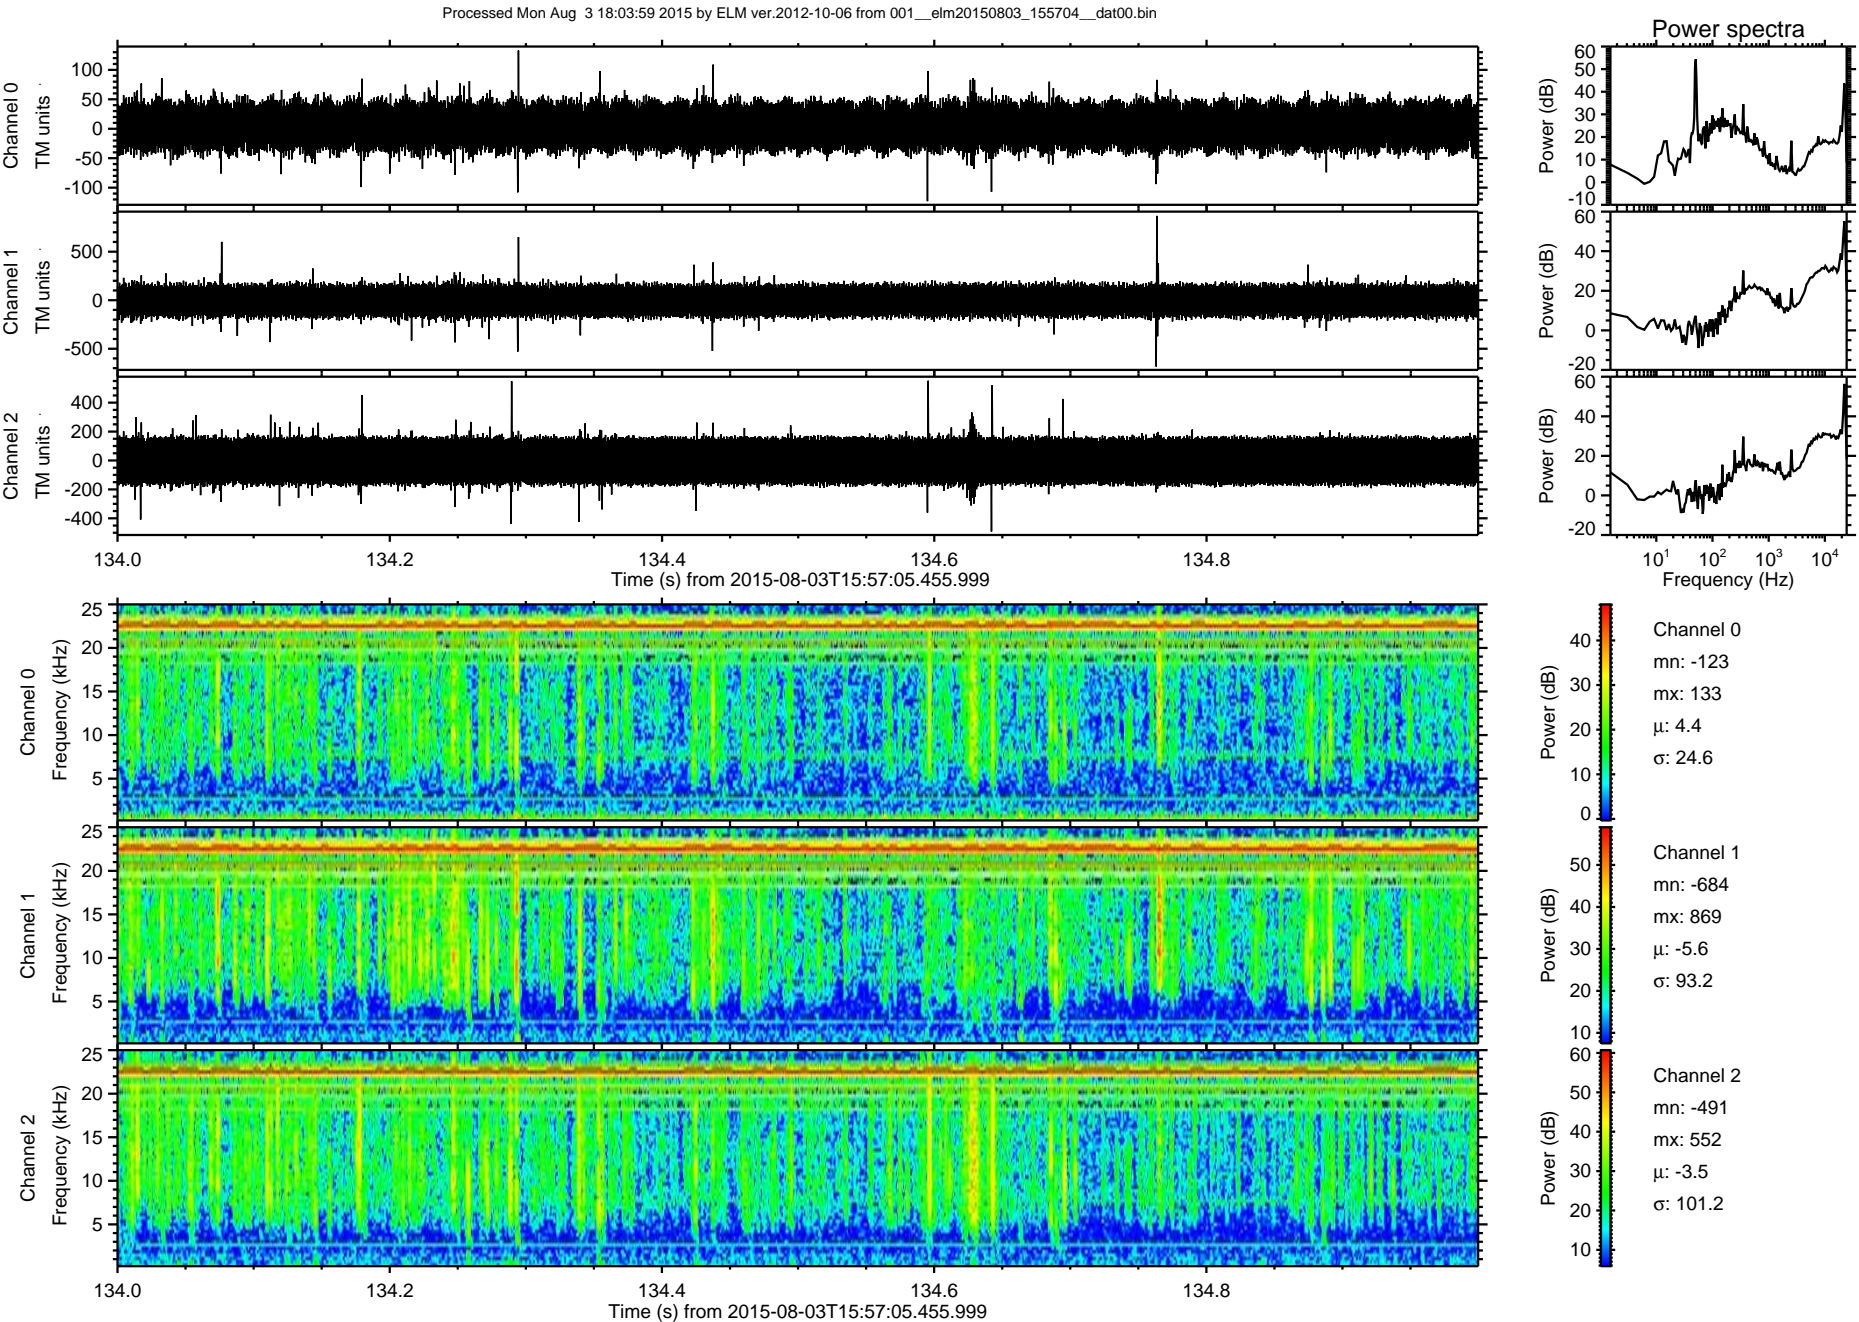 Processed Mon Aug  3 18:03:59 2015 by ELM ver.2012-10-06 from 001__elm20150803_155704__dat00.bin
Power spectra
Channel 0
TM units
100
50
0
-50
-100
Power (dB)
60
50
40
30
20
10
0
-10
Channel 1
TM units
500
0
-500
Power (dB)
60
40
20
0
-20
Channel 2
TM units
400
200
0
-200
-400
Power (dB)
60
40
20
0
-20
134.0 134.2 134.4 134.6 134.8
Time (s) from 2015-08-03T15:57:05.455.999
10¹ 10² 10³ 10⁴
Frequency (Hz)
Channel 0
Frequency (kHz)
25
20
15
10
5
Power (dB)
40
30
20
10
0
Channel 0
mn: -123
mx: 133
μ: 4.4
σ: 24.6
Channel 1
Frequency (kHz)
25
20
15
10
5
Power (dB)
50
40
30
20
10
Channel 1
mn: -684
mx: 869
μ: -5.6
σ: 93.2
Channel 2
Frequency (kHz)
25
20
15
10
5
Power (dB)
60
50
40
30
20
10
Channel 2
mn: -491
mx: 552
μ: -3.5
σ: 101.2
134.0 134.2 134.4 134.6 134.8
Time (s) from 2015-08-03T15:57:05.455.999